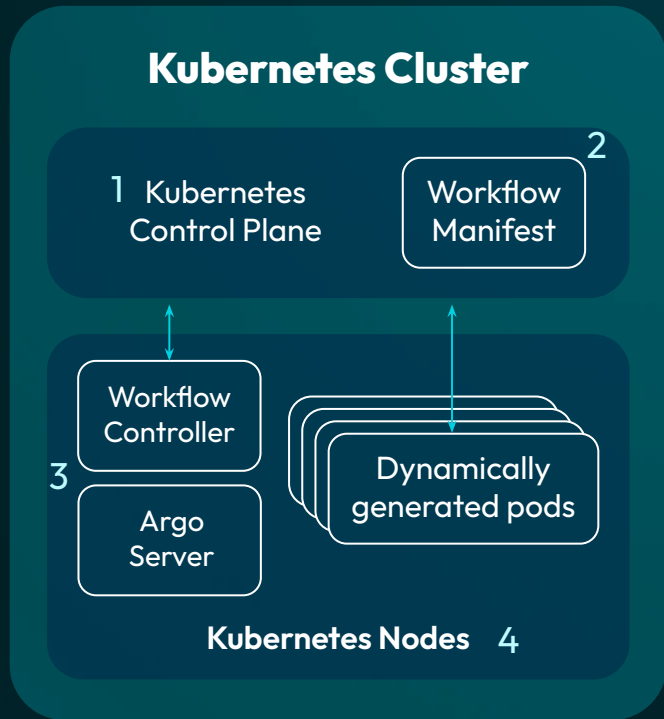 Kubernetes Cluster
1 Kubernetes
Control Plane
2
Workflow
Manifest
Workflow
Controller
3
Argo
Server
Dynamically
generated pods
Kubernetes Nodes 4